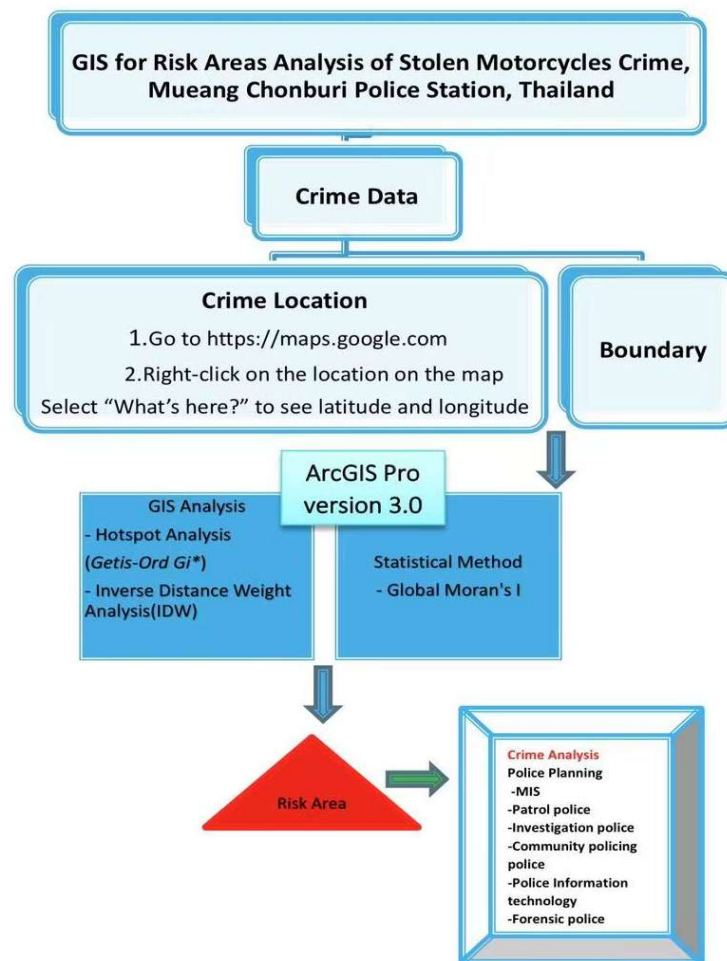 GIS for Risk Areas Analysis of Stolen Motorcycles Crime,
Mueang Chonburi Police Station, Thailand
Crime Data
Crime Location
1.Go to https://maps.google.com
2.Right-click on the location on the map
Select “What’s here?” to see latitude and longitude
Boundary
ArcGIS Pro
version 3.0
GIS Analysis
- Hotspot Analysis
(Getis-Ord Gi*)
- Inverse Distance Weight
Analysis(IDW)
Statistical Method
- Global Moran's I
Risk Area
Crime Analysis
Police Planning
-MIS
-Patrol police
-Investigation police
-Community policing
police
-Police Information
technology
-Forensic police